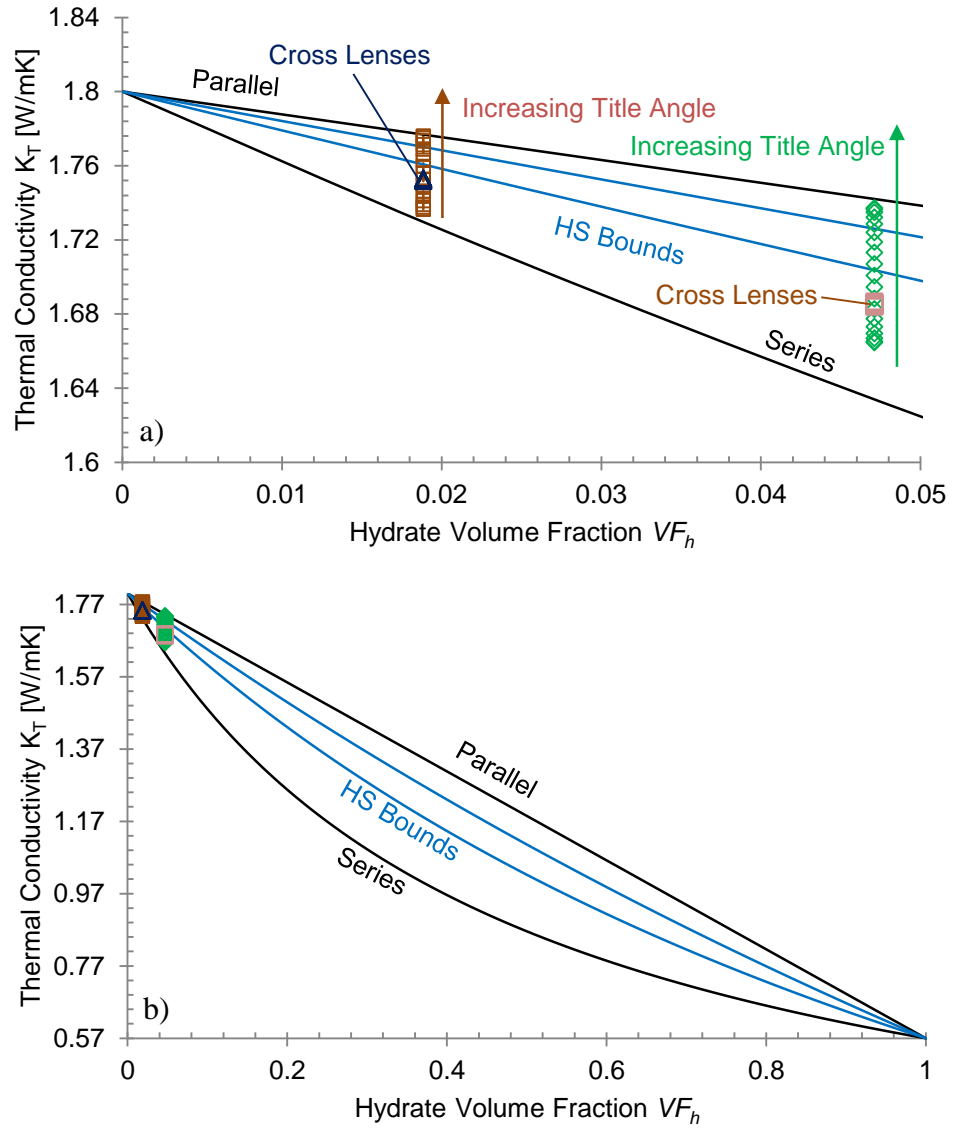 1.84
Cross Lenses
Parallel
1.8
Increasing Title Angle
1.76
Increasing Title Angle
HS Bounds
1.72
Cross Lenses
1.68
Series
1.64
a)
1.6
0 0.01 0.02 0.03 0.04 0.05
Thermal Conductivity K_T [W/mK]
Hydrate Volume Fraction VF_h
1.77
1.57
1.37
Parallel
1.17
HS Bounds
Series
0.97
0.77
b)
0.57
0 0.2 0.4 0.6 0.8 1
Thermal Conductivity K_T [W/mK]
Hydrate Volume Fraction VF_h